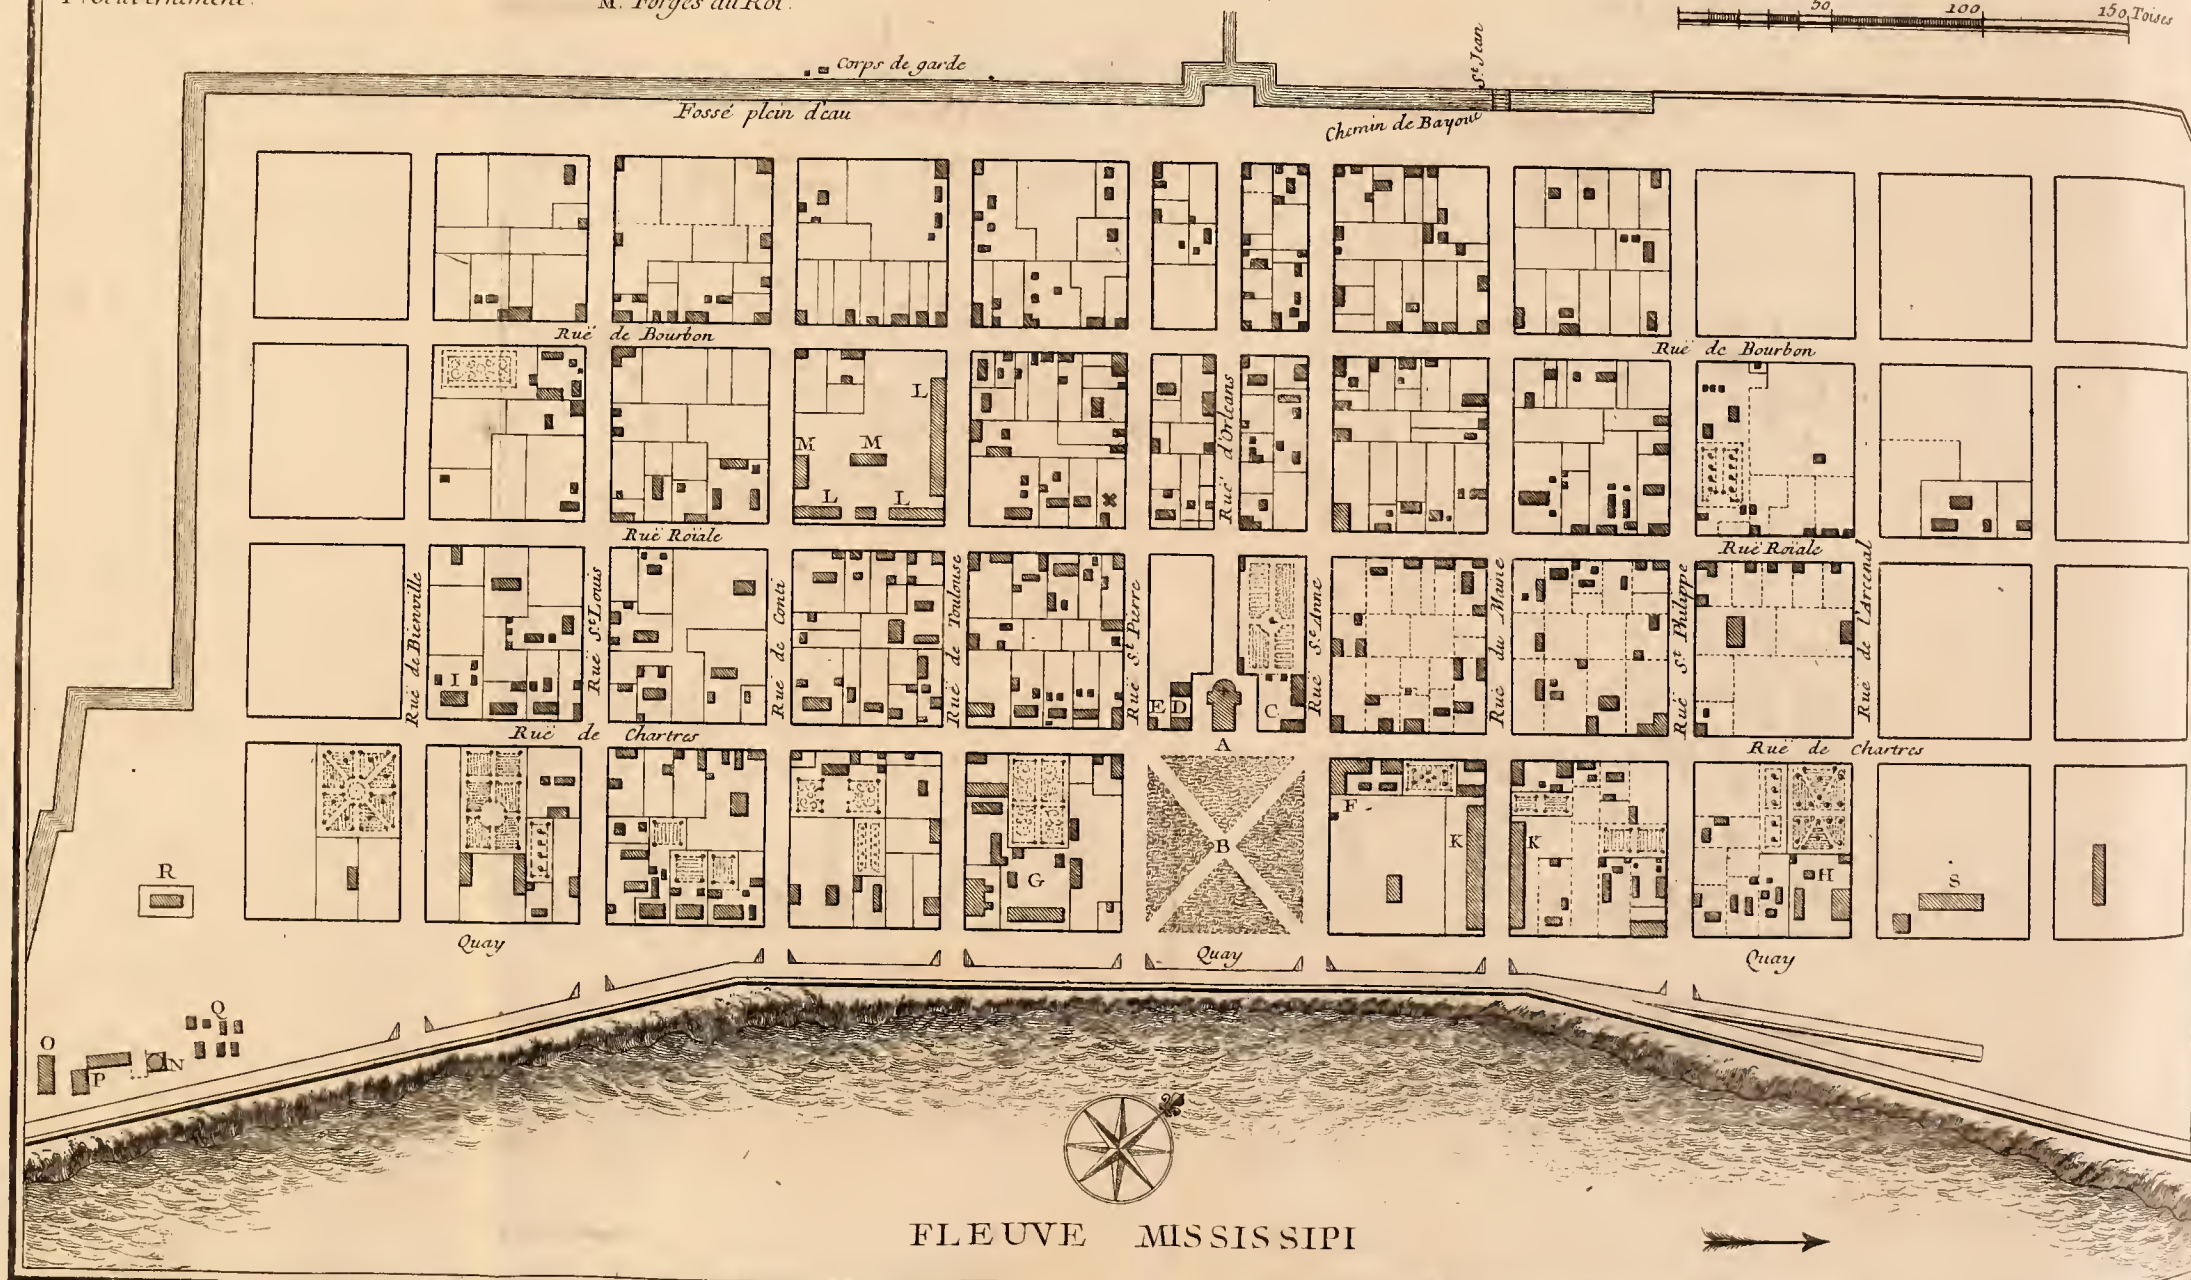 M. Forges du Roi.
50 100 150 Toises
Corps de garde
St. Jean
Fossé plein d'eau
Chemin de Bayouc
Ruë de Bourbon
Ruë de Bourbon
L
M M
L L
Ruë d'Orleans
Ruë Roïale
Ruë Roïale
Ruë de Bienville
Ruë St. Louis
Ruë de Conti
Ruë de Toulouse
Ruë St. Pierre
Ruë Ste. Anne
Ruë du Maine
Ruë St. Philippe
Ruë de l'Arcenal
I
E D
C
Ruë de Chartres
A
Ruë de Chartres
F
B
K K
R
G
H
S
Quay
Quay
Quay
Q
O
P
N
FLEUVE MISSISSIPI